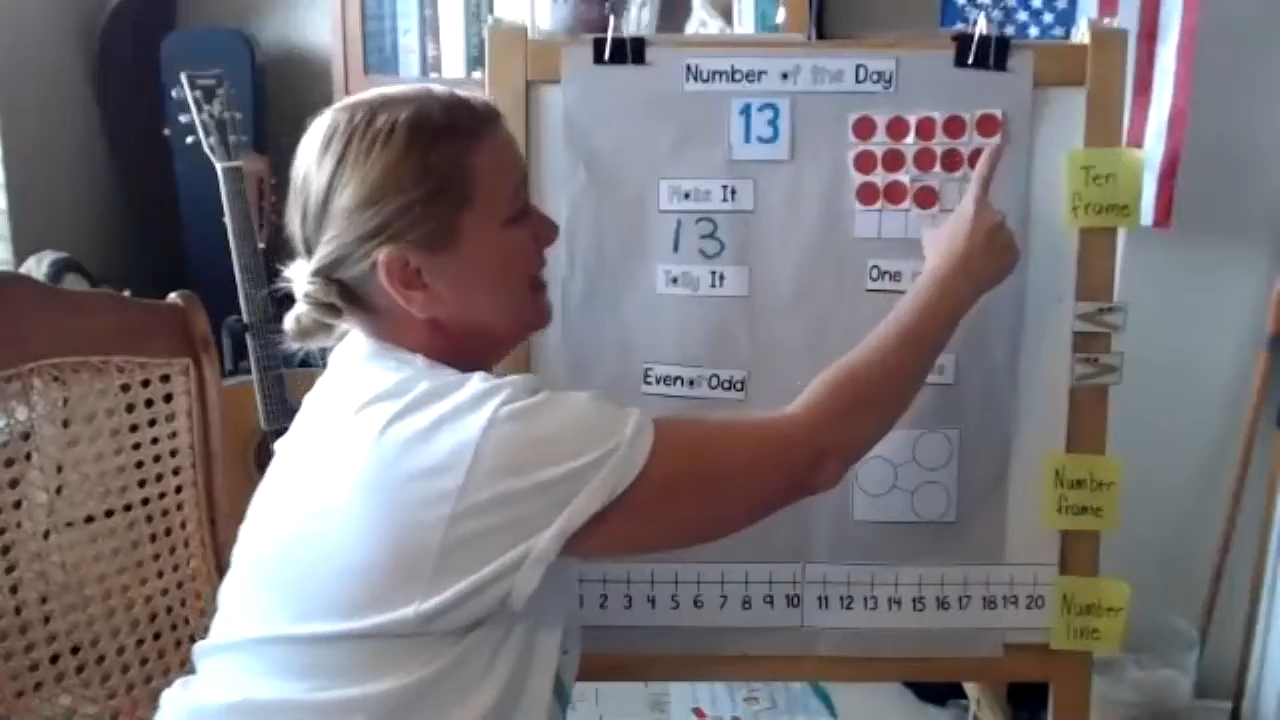 Number of the Day
13
Make It
13
Tally It
One
Even or Odd
Ten
frame
Number
frame
1 2 3 4 5 6 7 8 9 10 11 12 13 14 15 16 17 18 19 20
Number
line